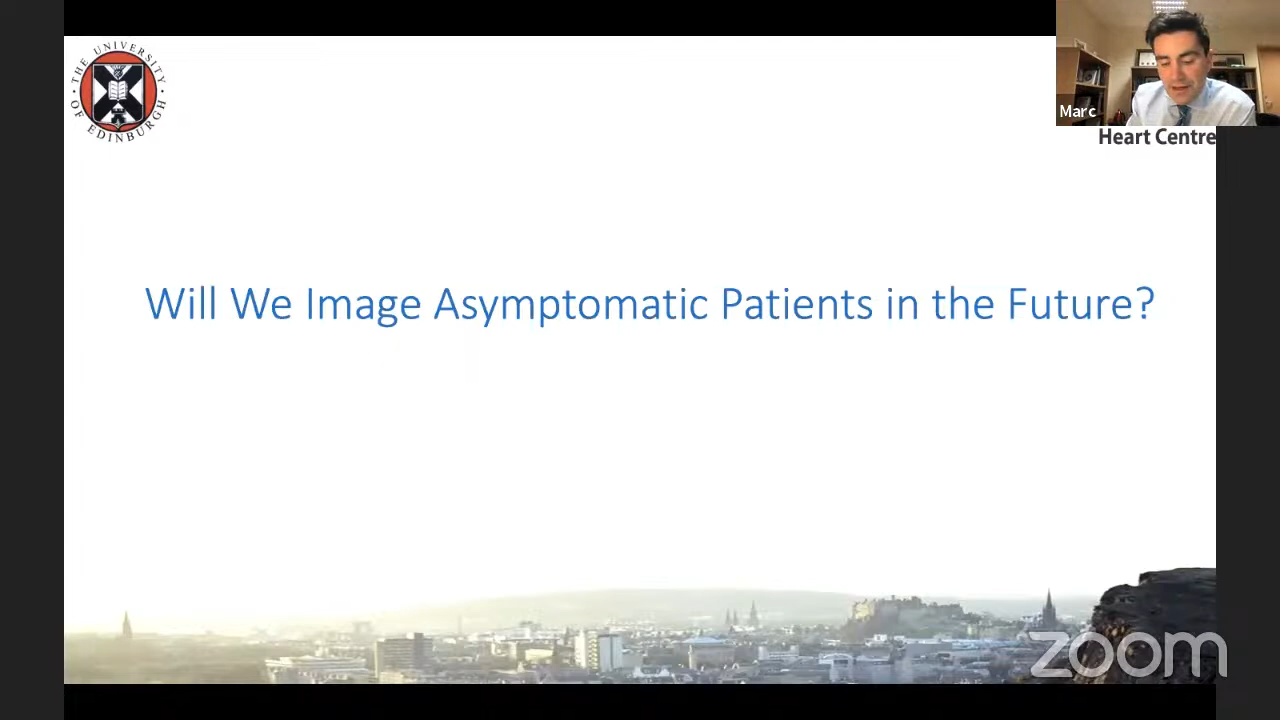 THE UNIVERSITY
OF EDINBURGH
Marc
Heart Centre
Will We Image Asymptomatic Patients in the Future?
zoom